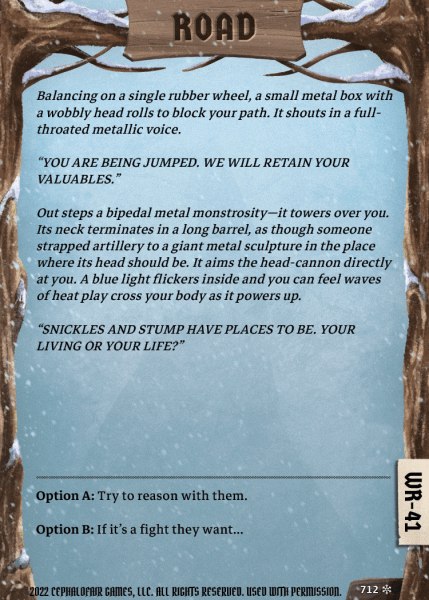 ROAD
Balancing on a single rubber wheel, a small metal box with
a wobbly head rolls to block your path. It shouts in a full-
throated metallic voice.
“YOU ARE BEING JUMPED. WE WILL RETAIN YOUR
VALUABLES.”
Out steps a bipedal metal monstrosity—it towers over you.
Its neck terminates in a long barrel, as though someone
strapped artillery to a giant metal sculpture in the place
where its head should be. It aims the head-cannon directly
at you. A blue light flickers inside and you can feel waves
of heat play cross your body as it powers up.
“SNICKLES AND STUMP HAVE PLACES TO BE. YOUR
LIVING OR YOUR LIFE?”
Option A: Try to reason with them.
Option B: If it’s a fight they want...
WR-41
2022 CEPHALOFAIR GAMES, LLC. ALL RIGHTS RESERVED. USED WITH PERMISSION.
712